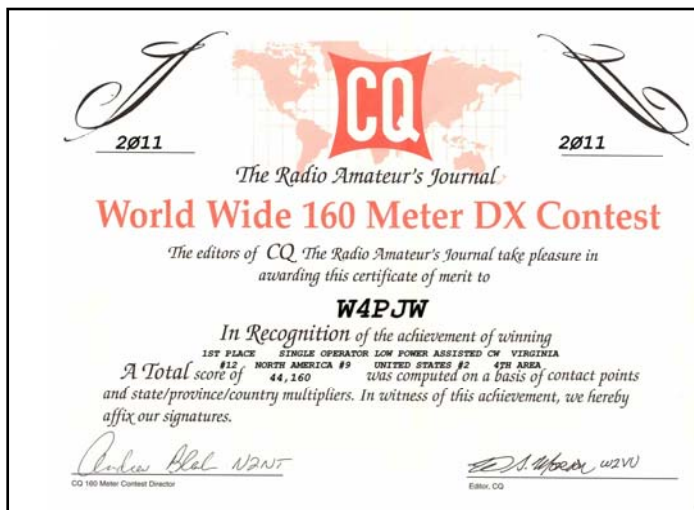 2Ø11
CQ
2Ø11
The Radio Amateur's Journal
World Wide 160 Meter DX Contest
The editors of CQ The Radio Amateur's Journal take pleasure in
awarding this certificate of merit to
W4PJW
In Recognition of the achievement of winning
1ST PLACE SINGLE OPERATOR LOW POWER ASSISTED CW VIRGINIA
#12 NORTH AMERICA #9 UNITED STATES #2 4TH AREA
A Total score of 44,160 was computed on a basis of contact points
and state/province/country multipliers. In witness of this achievement, we hereby
affix our signatures.
Andrew Blak N2NT
W2VU
CQ 160 Meter Contest Director
Editor, CQ